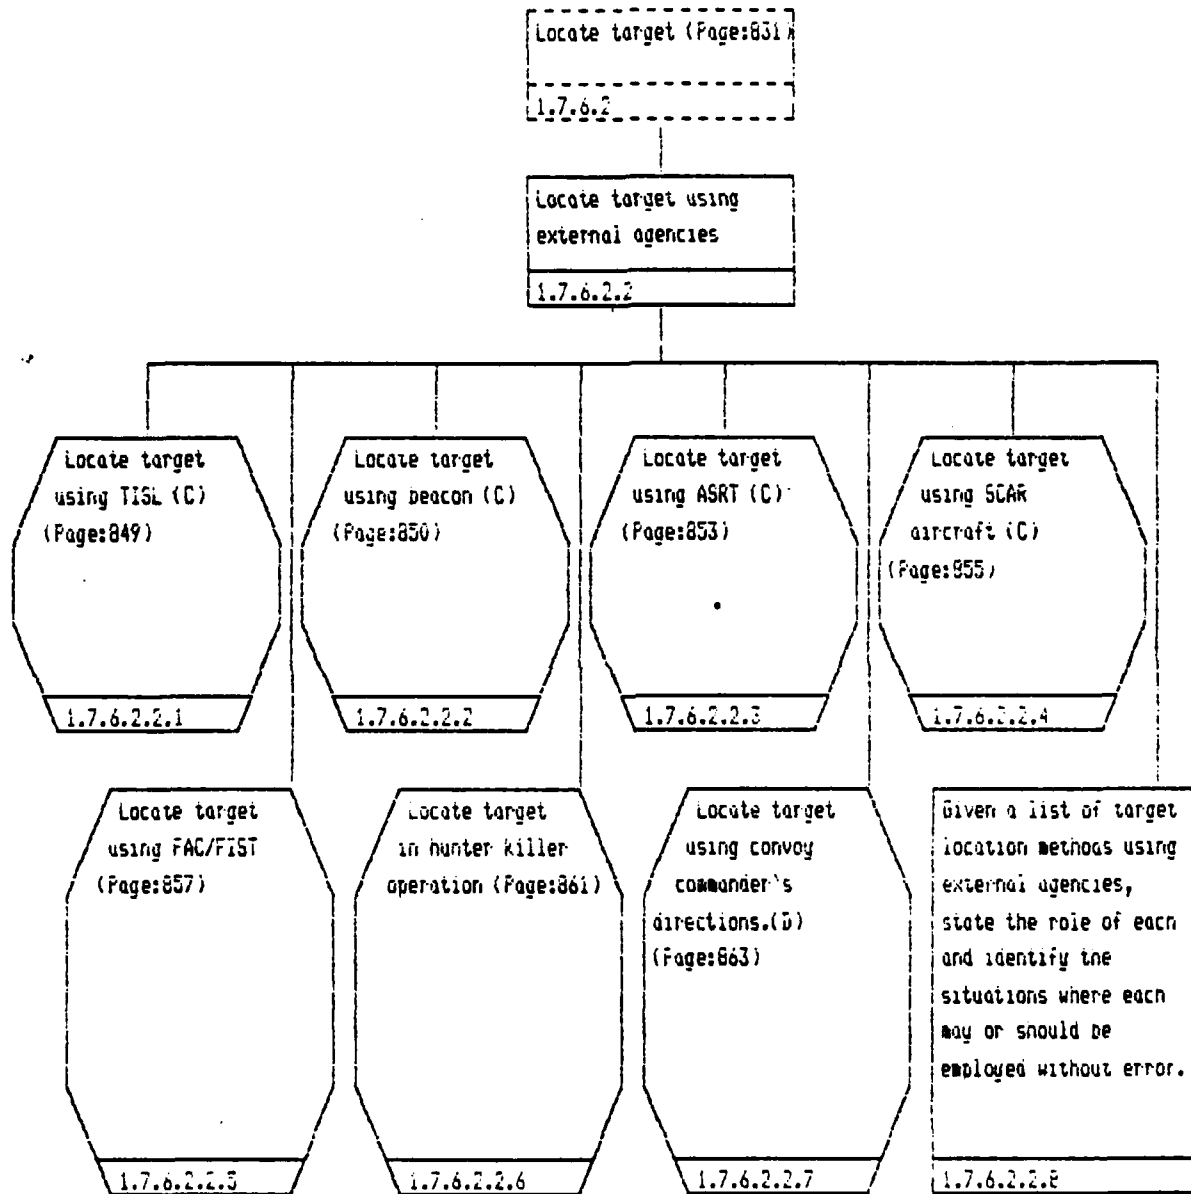 Locate target (Page:831)
1.7.6.2
Locate target using
external agencies
1.7.6.2.2
Locate target
using TISL (C)
(Page:849)
1.7.6.2.2.1
Locate target
using beacon (C)
(Page:850)
1.7.6.2.2.2
Locate target
using ASRT (C)
(Page:853)
1.7.6.2.2.3
Locate target
using SCAR
aircraft (C)
(Page:855)
1.7.6.2.2.4
Locate target
using FAC/FIST
(Page:857)
1.7.6.2.2.5
Locate target
in hunter killer
operation (Page:861)
1.7.6.2.2.6
Locate target
using convoy
commander's
directions.(D)
(Page:863)
1.7.6.2.2.7
Given a list of target
location methods using
external agencies,
state the role of each
and identify the
situations where each
may or should be
employed without error.
1.7.6.2.2.8